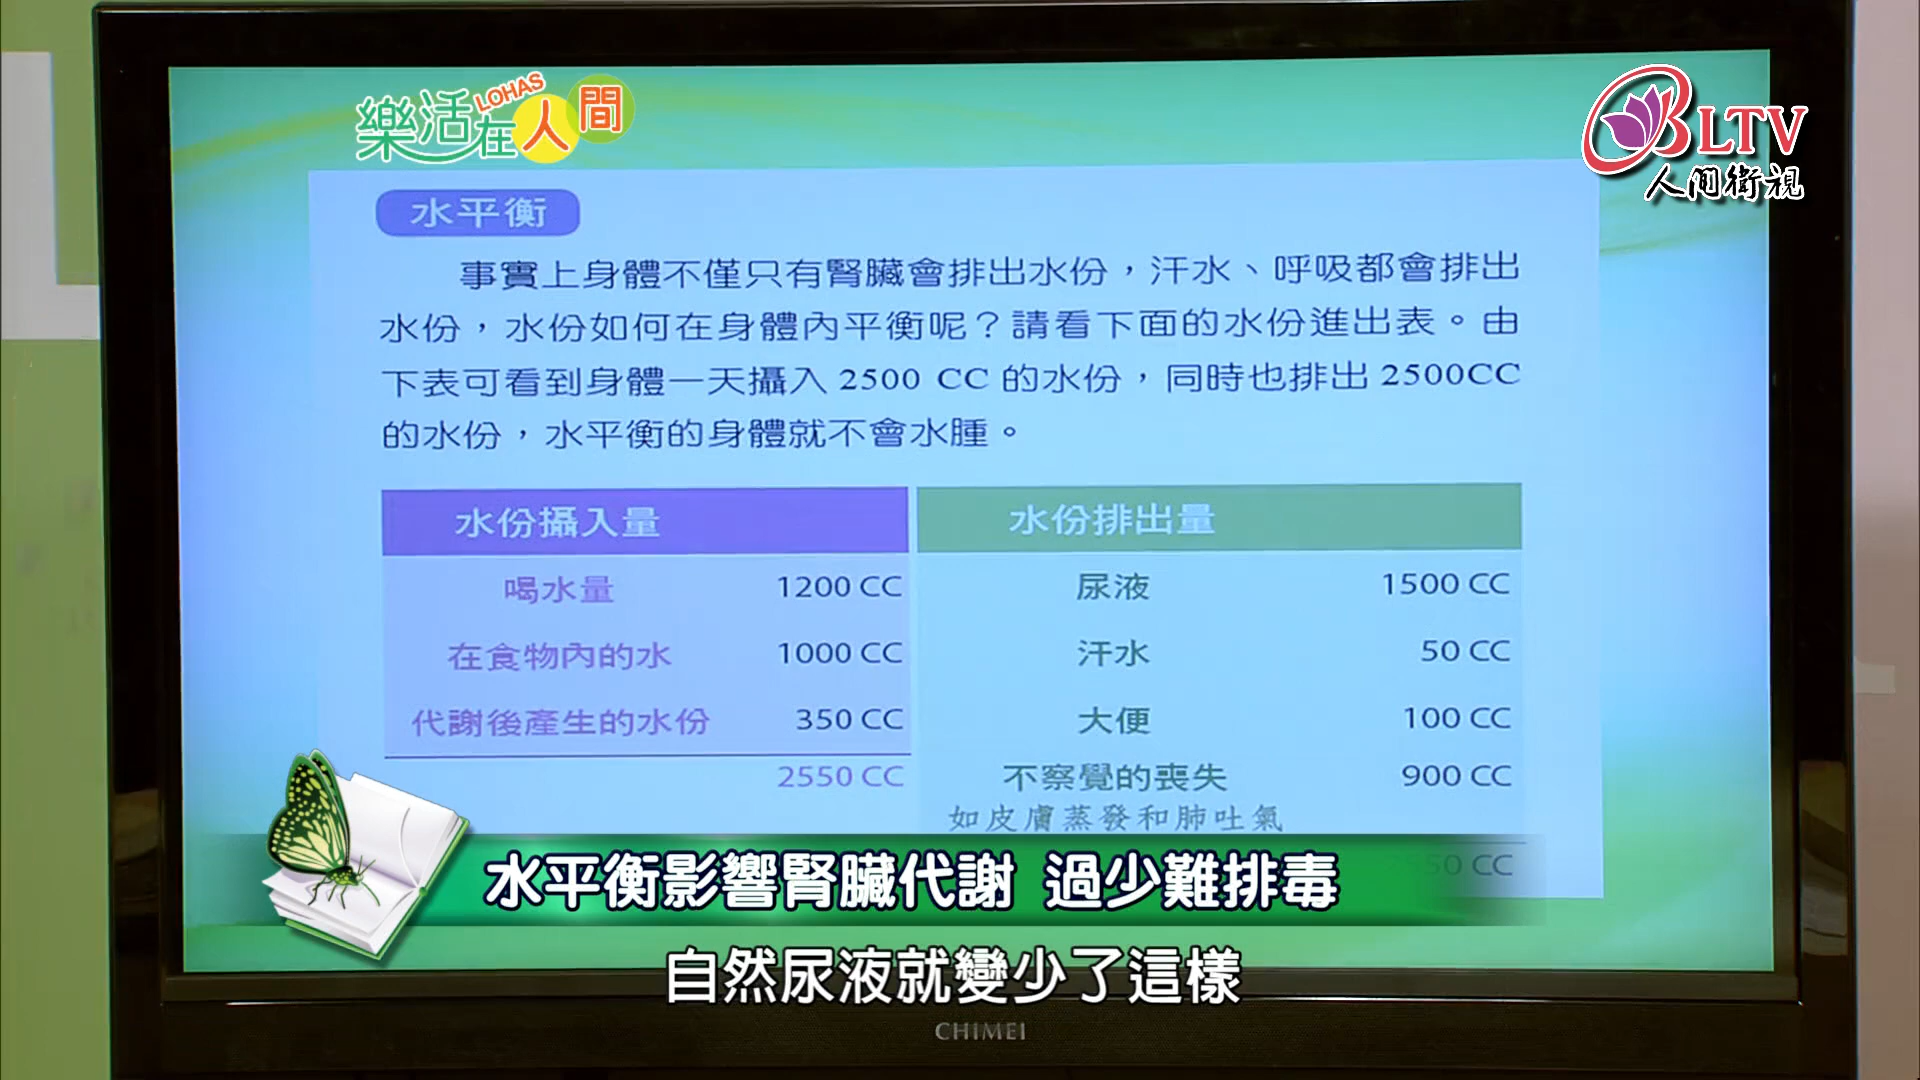 樂活在人間
LOHAS
BLTV
人間衛視
水平衡
事實上身體不僅只有腎臟會排出水份，汗水、呼吸都會排出
水份，水份如何在身體內平衡呢？請看下面的水份進出表。由
下表可看到身體一天攝入 2500 CC 的水份，同時也排出 2500CC
的水份，水平衡的身體就不會水腫。
水份攝入量 水份排出量
喝水量 1200 CC 尿液 1500 CC
在食物內的水 1000 CC 汗水 50 CC
代謝後產生的水份 350 CC 大便 100 CC
2550 CC 不察覺的喪失 900 CC
如皮膚蒸發和肺吐氣
2550 CC
水平衡影響腎臟代謝 過少難排毒
自然尿液就變少了這樣
CHIMEI